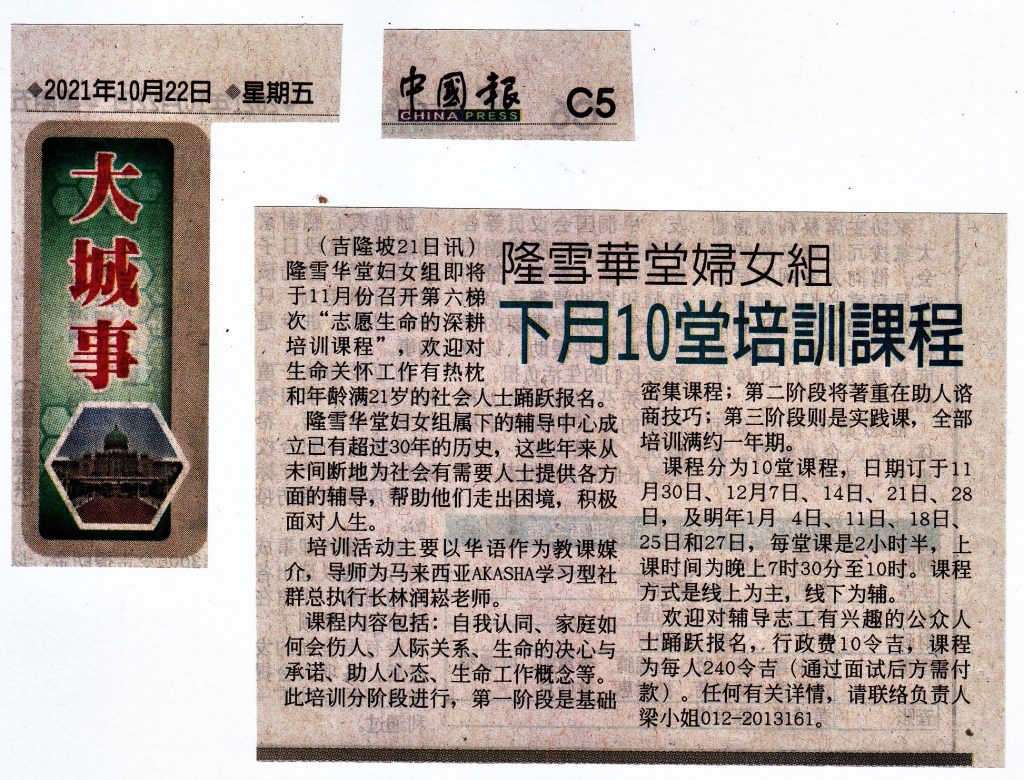 ◆2021年10月22日 ◆星期五
中國報
CHINA PRESS
C5
大城事
隆雪華堂婦女組
下月10堂培訓課程
（吉隆坡21日讯）
隆雪华堂妇女组即将
于11月份召开第六梯
次“志愿生命的深耕
培训课程”，欢迎对
生命关怀工作有热枕
和年龄满21岁的社会人士踊跃报名。
隆雪华堂妇女组属下的辅导中心成
立已有超过30年的历史，这些年来从
未间断地为社会有需要人士提供各方
面的辅导，帮助他们走出困境，积极
面对人生。
培训活动主要以华语作为教课媒
介，导师为马来西亚AKASHA学习型社
群总执行长林润崧老师。
课程内容包括：自我认同、家庭如
何会伤人、人际关系、生命的决心与
承诺、助人心态、生命工作概念等。
此培训分阶段进行，第一阶段是基础
密集课程；第二阶段将著重在助人谘
商技巧；第三阶段则是实践课，全部
培训满约一年期。
课程分为10堂课程，日期订于11
月30日、12月7日、14日、21日、28
日，及明年1月 4日、11日、18日、
25日和27日，每堂课是2小时半，上
课时间为晚上7时30分至10时。课程
方式是线上为主，线下为辅。
欢迎对辅导志工有兴趣的公众人
士踊跃报名，行政费10令吉，课程
为每人240令吉（通过面试后方需付
款）。任何有关详情，请联络负责人
梁小姐012-2013161。